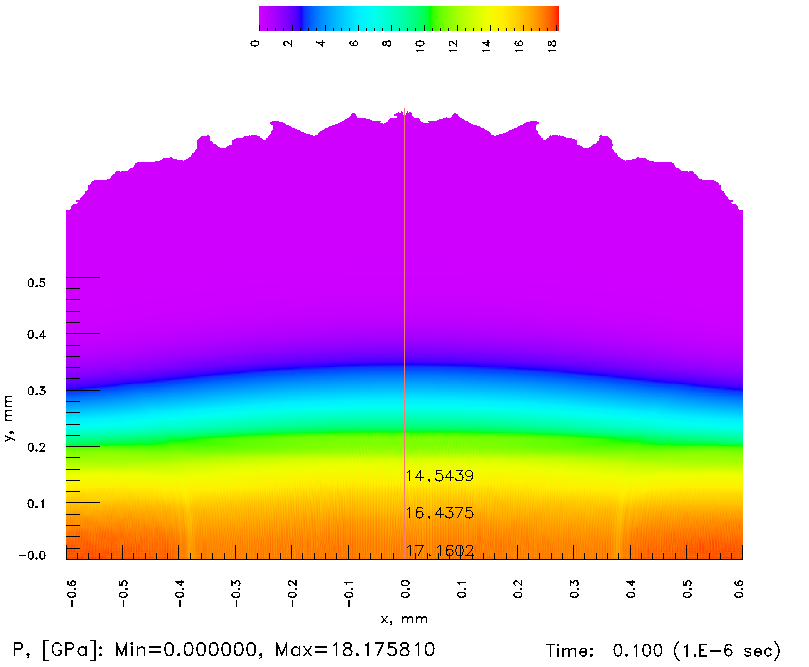 0 2 4 6 8 10 12 14 16 18
0.5
0.4
0.3
0.2
0.1
-0.0
y, mm
14.5439
16.4375
17.1602
-0.6 -0.5 -0.4 -0.3 -0.2 -0.1 0.0 0.1 0.2 0.3 0.4 0.5 0.6
x, mm
P, [GPa]: Min=0.000000, Max=18.175810
Time: 0.100 (1.E-6 sec)